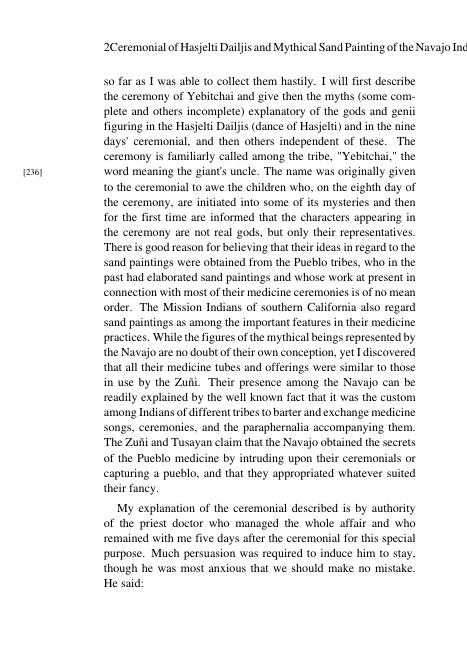 2Ceremonial of Hasjelti Dailjis and Mythical Sand Painting of the Navajo Ind
so far as I was able to collect them hastily. I will first describe
the ceremony of Yebitchai and give then the myths (some com-
plete and others incomplete) explanatory of the gods and genii
figuring in the Hasjelti Dailjis (dance of Hasjelti) and in the nine
days' ceremonial, and then others independent of these. The
ceremony is familiarly called among the tribe, "Yebitchai," the
[236]
word meaning the giant's uncle. The name was originally given
to the ceremonial to awe the children who, on the eighth day of
the ceremony, are initiated into some of its mysteries and then
for the first time are informed that the characters appearing in
the ceremony are not real gods, but only their representatives.
There is good reason for believing that their ideas in regard to the
sand paintings were obtained from the Pueblo tribes, who in the
past had elaborated sand paintings and whose work at present in
connection with most of their medicine ceremonies is of no mean
order. The Mission Indians of southern California also regard
sand paintings as among the important features in their medicine
practices. While the figures of the mythical beings represented by
the Navajo are no doubt of their own conception, yet I discovered
that all their medicine tubes and offerings were similar to those
in use by the Zuñi. Their presence among the Navajo can be
readily explained by the well known fact that it was the custom
among Indians of different tribes to barter and exchange medicine
songs, ceremonies, and the paraphernalia accompanying them.
The Zuñi and Tusayan claim that the Navajo obtained the secrets
of the Pueblo medicine by intruding upon their ceremonials or
capturing a pueblo, and that they appropriated whatever suited
their fancy.
My explanation of the ceremonial described is by authority
of the priest doctor who managed the whole affair and who
remained with me five days after the ceremonial for this special
purpose. Much persuasion was required to induce him to stay,
though he was most anxious that we should make no mistake.
He said: